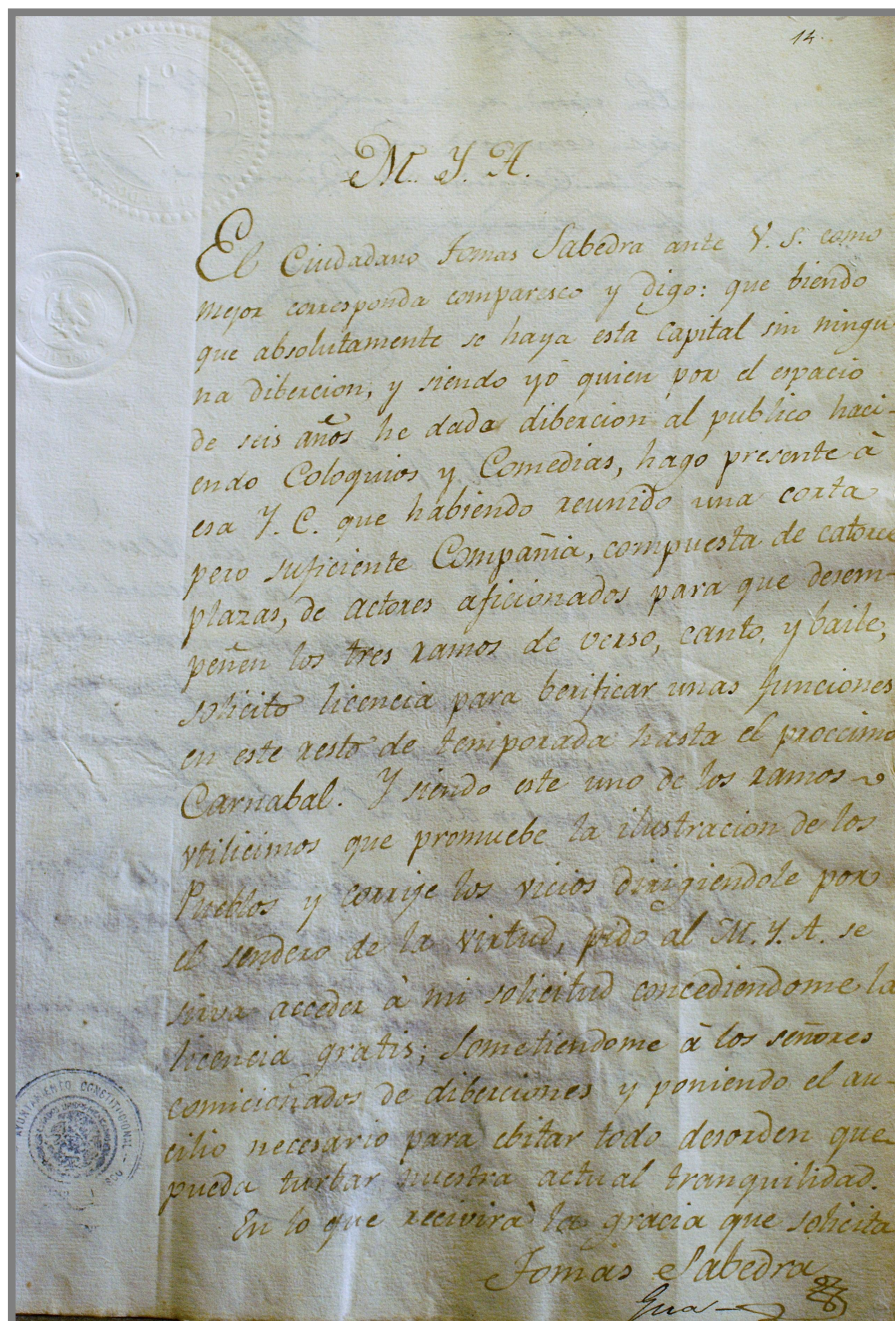 14.
M. Y. A.
El Ciudadano Tomas Sabedra ante V. S. como
mejor corresponda comparesco y digo: que biendo
que absolutamente se haya esta capital sin ningu
na dibercion, y siendo yó quien por el espacio
de seis años he dada dibercion al publico haci
endo Coloquios y Comedias, hago presente à
esa Y. C. que habiendo reunido una corta
pero suficiente Compañia, compuesta de catorce
plazas, de actores aficionados para que desem-
peñen los tres ramos de verso, canto, y baile,
solicito licencia para berificar unas funciones
en este resto de temporada hasta el proccimo
Carnabal. Y siendo este uno de los ramos
vtilicimos que promuebe la ilustracion de los
Pueblos y corrije los vicios dirigiendole por
el sendero de la virtud, pido al M. Y. A. se
sirva acceder à mi solicitud concediendome la
licencia gratis; sometiendome à los señores
comicionados de diberciones y poniendo el au
cilio necesario para ebitar todo desorden que
pueda turbar nuestra actual tranquilidad.
En lo que recivirà la gracia que solicita
Tomas Sabedra
AYUNTAMIENTO CONSTITUCIONAL